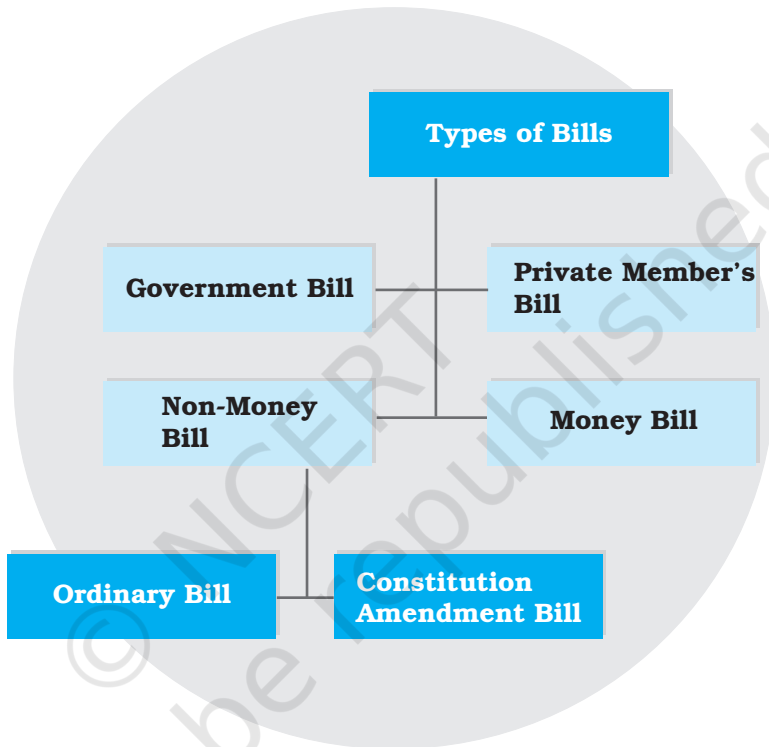 Types of Bills
Government Bill
Private Member's
Bill
Non-Money
Bill
Money Bill
Ordinary Bill
Constitution
Amendment Bill
© NCERT
be republished